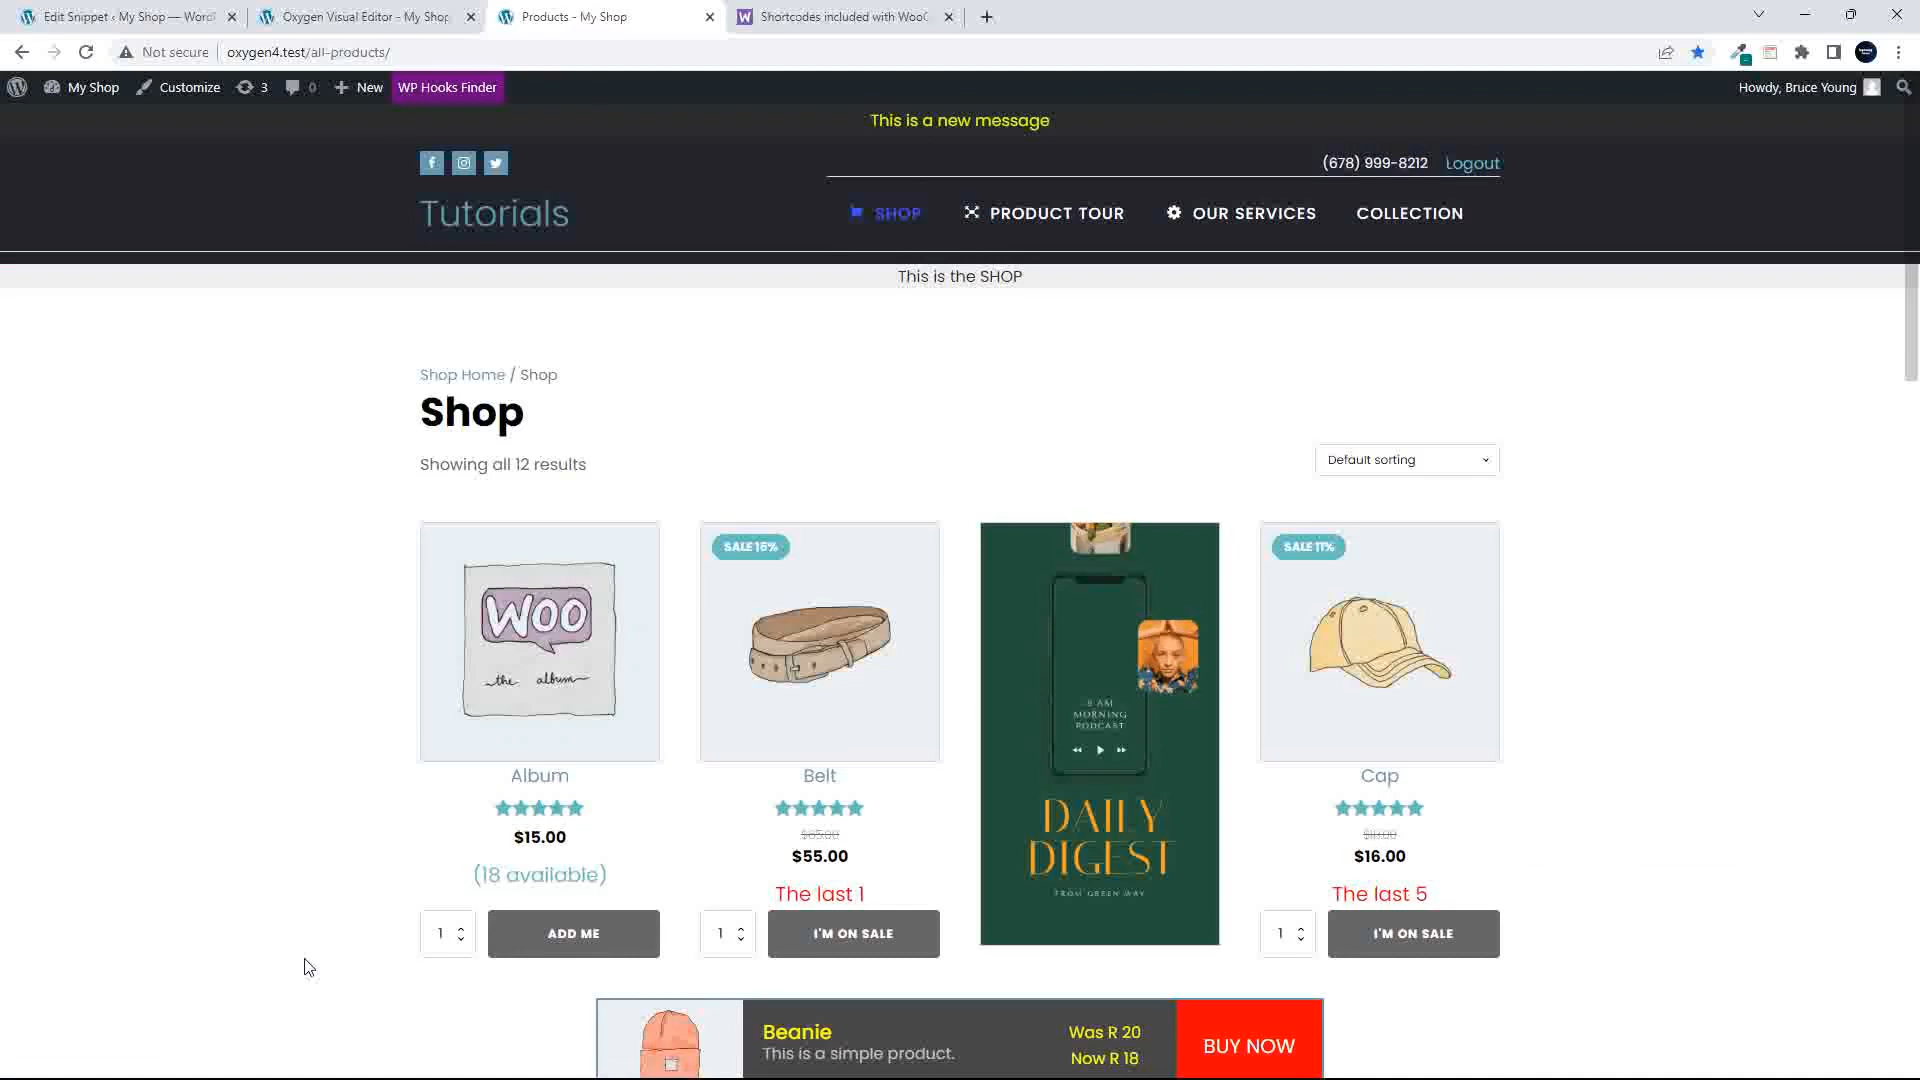 Edit Snippet ‹ My Shop — Word
Oxygen Visual Editor - My Shop
Products - My Shop
Shortcodes included with WooC
Not secure
oxygen4.test/all-products/
My Shop
Customize
3
0
New
WP Hooks Finder
Howdy, Bruce Young
This is a new message
(678) 999-8212
Logout
Tutorials
SHOP
PRODUCT TOUR
OUR SERVICES
COLLECTION
This is the SHOP
Shop Home / Shop
Shop
Showing all 12 results
Default sorting
WOO
the album
Album
$15.00
(18 available)
1
ADD ME
SALE 15%
Belt
$65.00
$55.00
The last 1
1
I'M ON SALE
8 AM
MORNING
PODCAST
DAILY
DIGEST
FROM GREEN WAY
SALE 11%
Cap
$18.00
$16.00
The last 5
1
I'M ON SALE
Beanie
This is a simple product.
Was R 20
Now R 18
BUY NOW